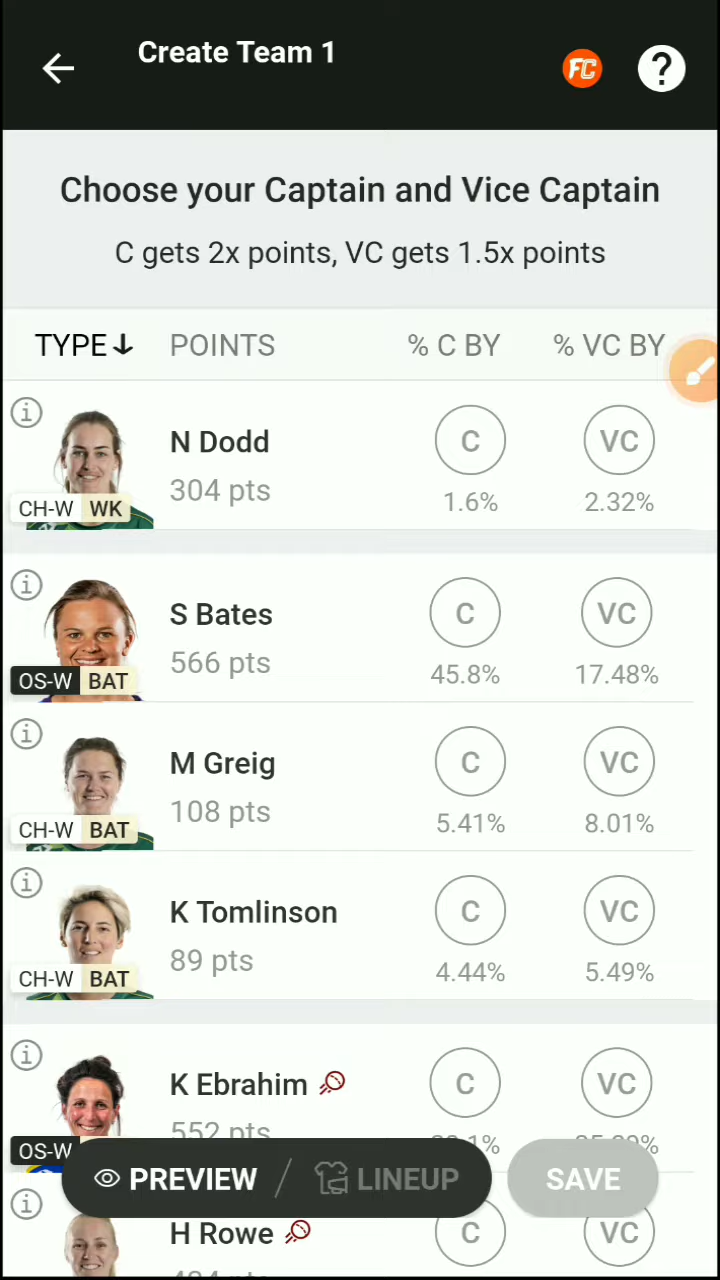 Create Team 1
FC
?
Choose your Captain and Vice Captain
C gets 2x points, VC gets 1.5x points
TYPE↓ POINTS % C BY % VC BY
i
N Dodd C VC
304 pts 1.6% 2.32%
CH-W WK
i
S Bates C VC
566 pts 45.8% 17.48%
OS-W BAT
i
M Greig C VC
108 pts 5.41% 8.01%
CH-W BAT
i
K Tomlinson C VC
89 pts 4.44% 5.49%
CH-W BAT
i
K Ebrahim C VC
552 pts
OS-W
PREVIEW / LINEUP SAVE
i
H Rowe C VC